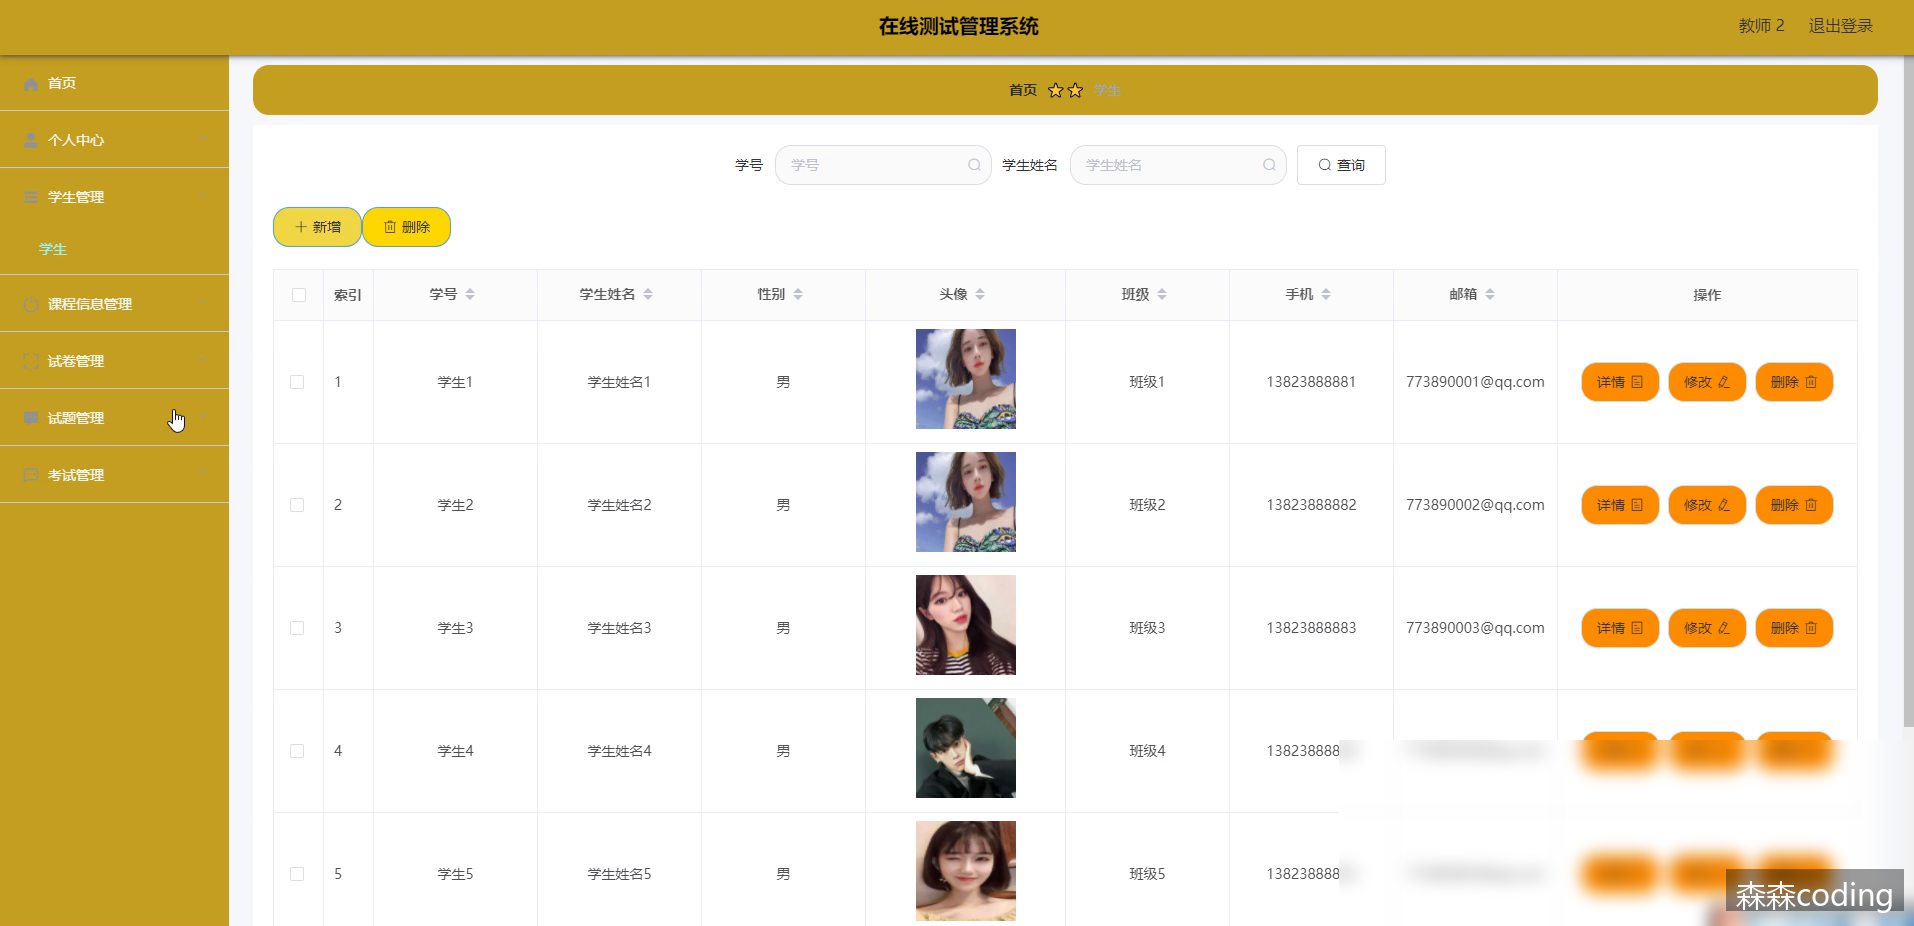 在线测试管理系统
教师 2 退出登录
首页
个人中心
学生管理
学生
课程信息管理
试卷管理
试题管理
考试管理
首页 学生
学号 学号 学生姓名 学生姓名 查询
新增 删除
索引 学号 学生姓名 性别 头像 班级 手机 邮箱 操作
1 学生1 学生姓名1 男 班级1 13823888881 773890001@qq.com 详情 修改 删除
2 学生2 学生姓名2 男 班级2 13823888882 773890002@qq.com 详情 修改 删除
3 学生3 学生姓名3 男 班级3 13823888883 773890003@qq.com 详情 修改 删除
4 学生4 学生姓名4 男 班级4 138238888
5 学生5 学生姓名5 男 班级5 138238888
森森coding